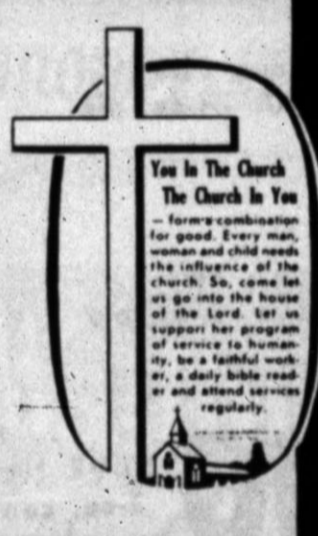 You In The Church
The Church In You
— form a combination
for good. Every man,
woman and child needs
the influence of the
church. So, come let
us go into the house
of the Lord. Let us
support her program
of service to human-
ity, be a faithful work-
er, a daily bible read-
er and attend services
regularly.